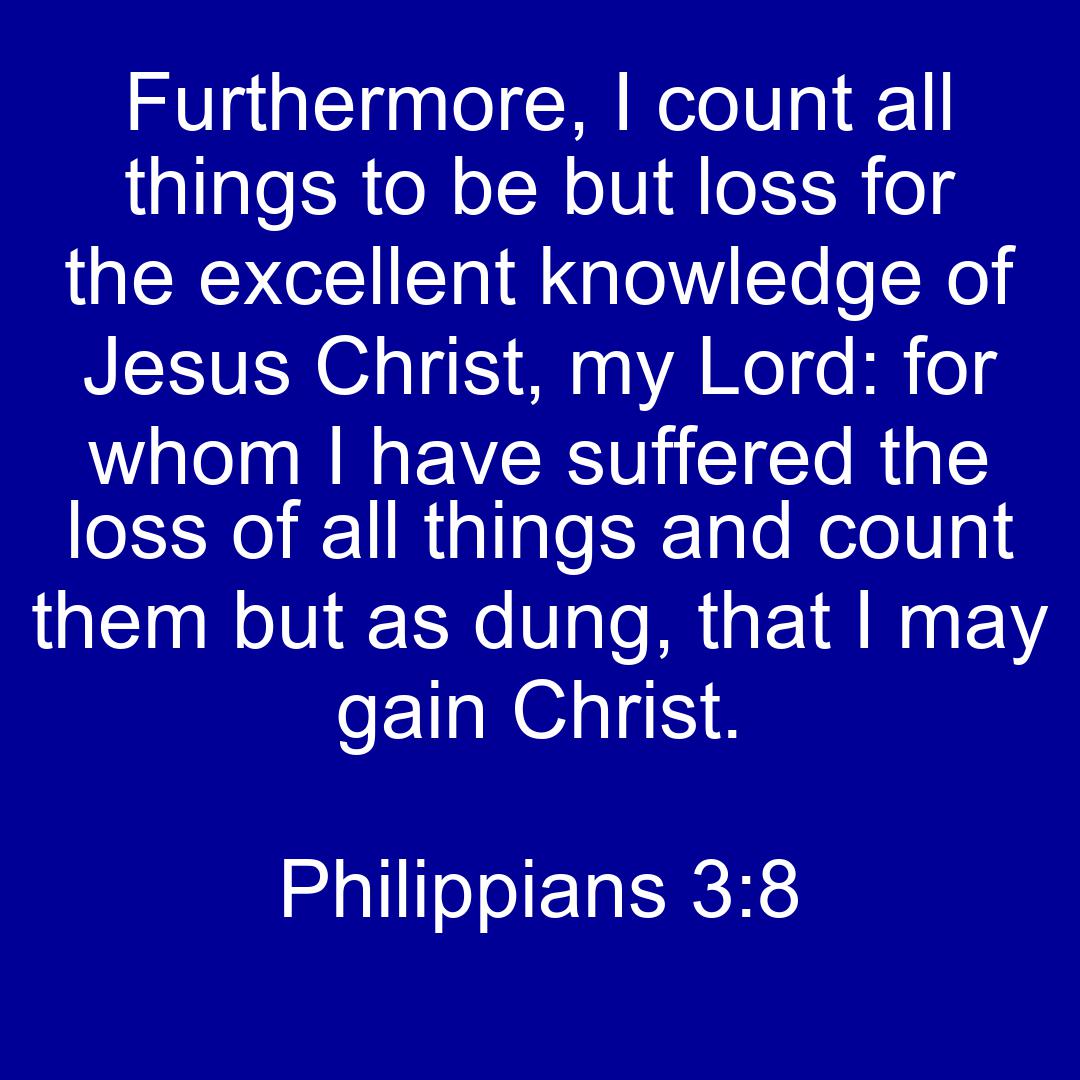 Furthermore, I count all
things to be but loss for
the excellent knowledge of
Jesus Christ, my Lord: for
whom I have suffered the
loss of all things and count
them but as dung, that I may
gain Christ.
Philippians 3:8